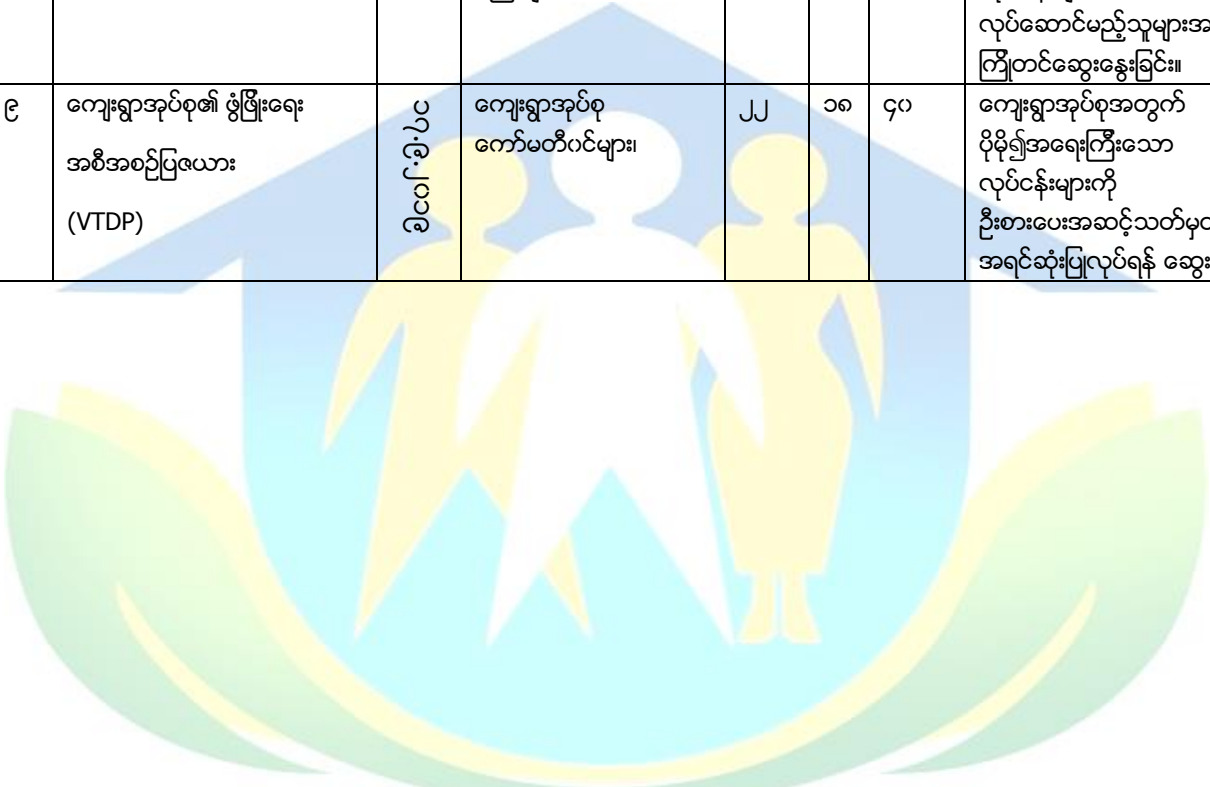 လုပ်ဆောင်မည့်သူများအ
ကြိုတင်ဆွေးနွေးခြင်း။
၉
ကျေးရွာအုပ်စု၏ ဖွံ့ဖြိုးရေး
အစီအစဉ်ပြဇယား
(VTDP)
ကျေးရွာအုပ်စု
ကော်မတီဝင်များ၊
၂၂
၁၈
၄၀
ကျေးရွာအုပ်စုအတွက်
ပိုမို၍အရေးကြီးသော
လုပ်ငန်းများကို
ဦးစားပေးအဆင့်သတ်မှတ
အရင်ဆုံးပြုလုပ်ရန် ဆွေး